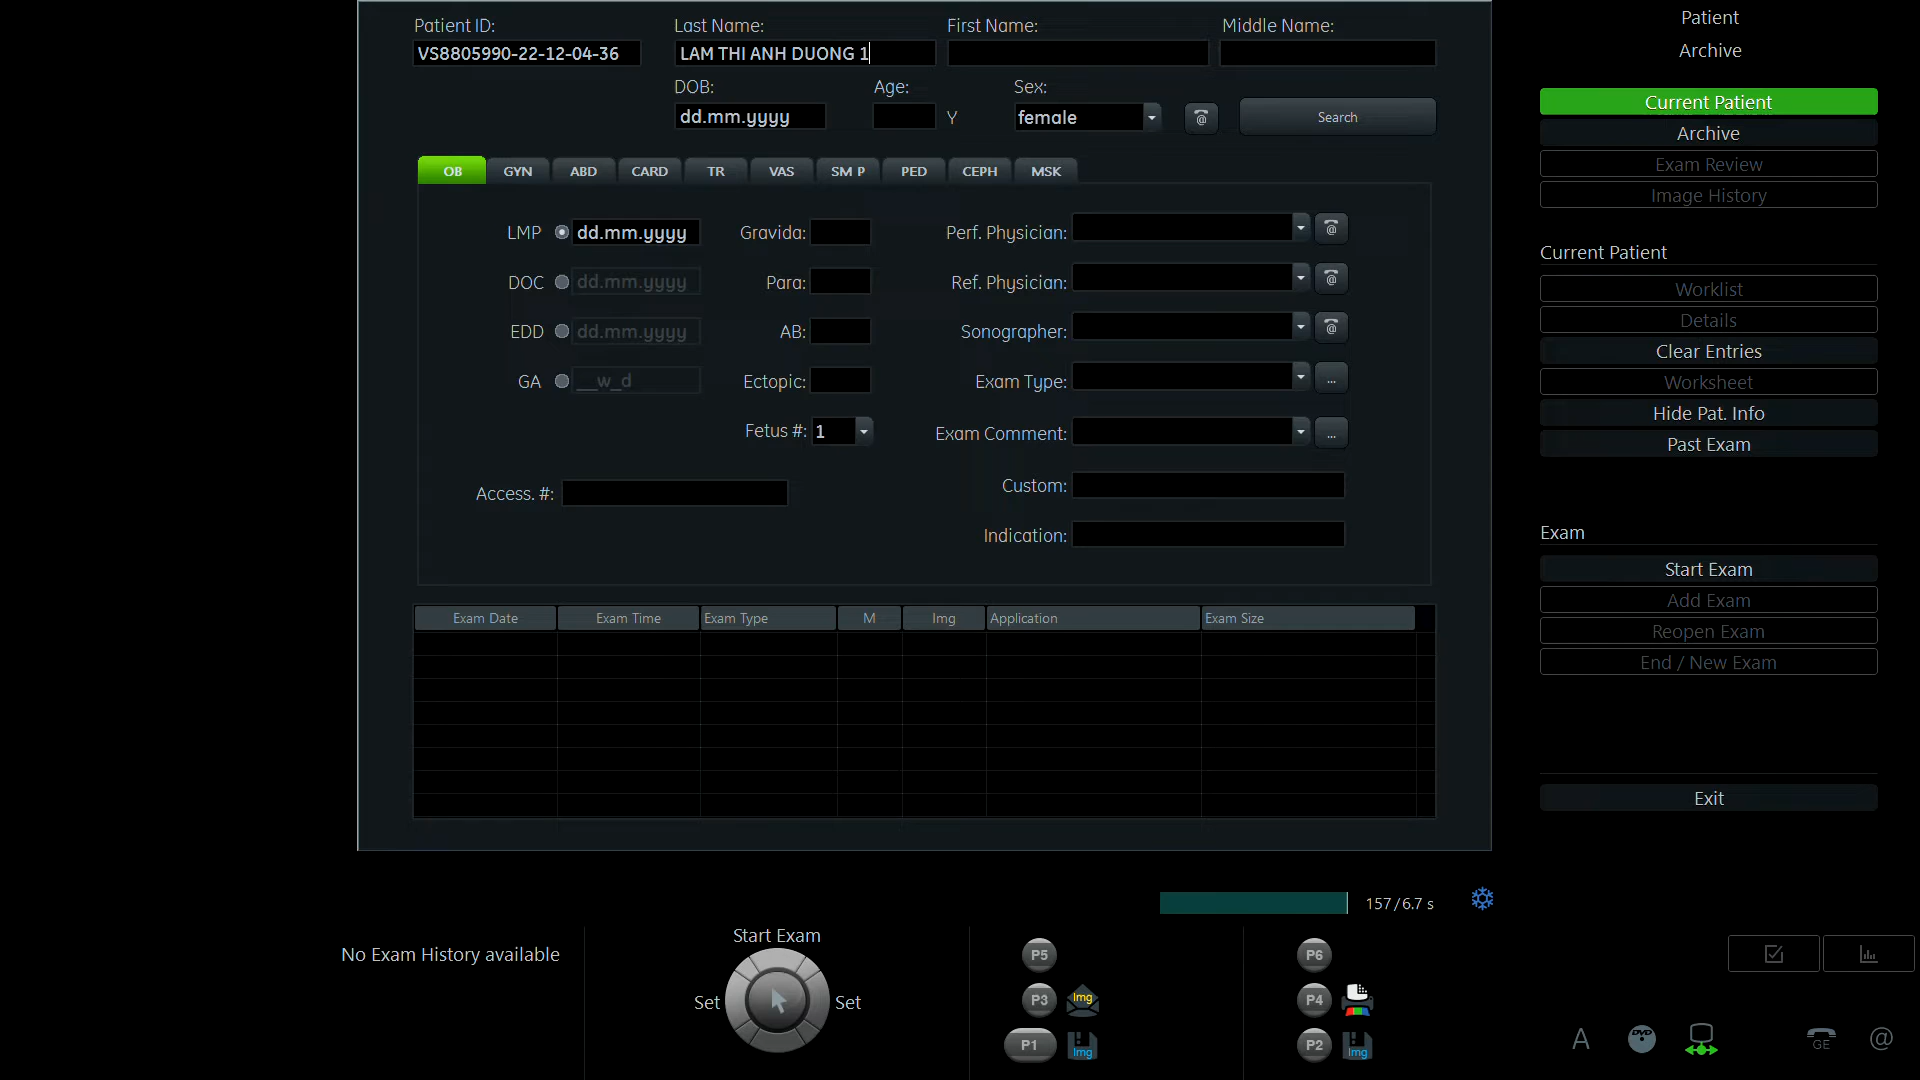 Patient ID: Last Name: First Name: Middle Name:
VS8805990-22-12-04-36 LAM THI ANH DUONG 1
DOB: Age: Sex:
dd.mm.yyyy Y female @ Search
OB GYN ABD CARD TR VAS SM P PED CEPH MSK
LMP dd.mm.yyyy Gravida: Perf. Physician: @
DOC dd.mm.yyyy Para: Ref. Physician: @
EDD dd.mm.yyyy AB: Sonographer: @
GA __w_d Ectopic: Exam Type: ...
Fetus #: 1 Exam Comment: ...
Access. #: Custom:
Indication:
Exam Date Exam Time Exam Type M Img Application Exam Size
Patient
Archive
Current Patient
Archive
Exam Review
Image History
Current Patient
Worklist
Details
Clear Entries
Worksheet
Hide Pat. Info
Past Exam
Exam
Start Exam
Add Exam
Reopen Exam
End / New Exam
Exit
157/6.7 s
No Exam History available
Start Exam
Set Set
P5 P6
P3 Img P4
P1 Img P2 Img
A DVD GE @